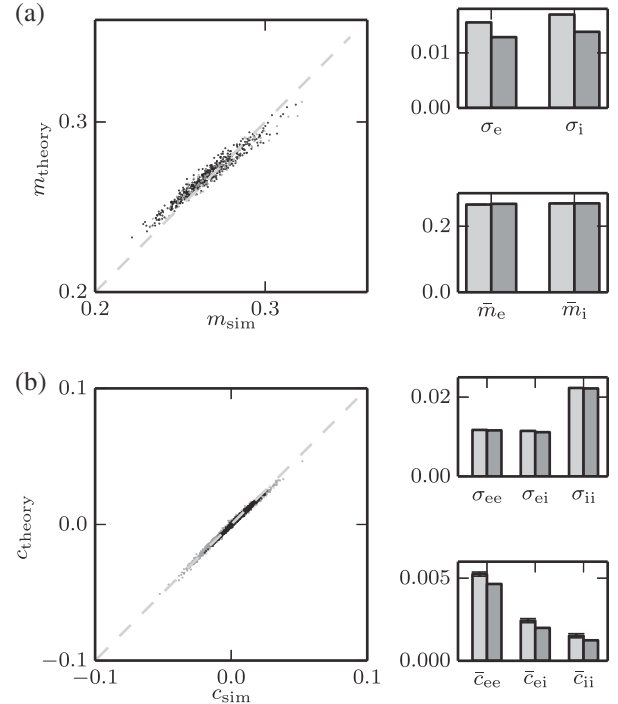 (a)
0.3
0.2
0.2
0.3
m_theory
m_sim
0.01
0.00
σ_e
σ_i
0.2
0.0
m̄_e
m̄_i
(b)
0.1
0.0
−0.1
−0.1
0.0
0.1
c_theory
c_sim
0.02
0.00
σ_ee
σ_ei
σ_ii
0.005
0.000
c̄_ee
c̄_ei
c̄_ii